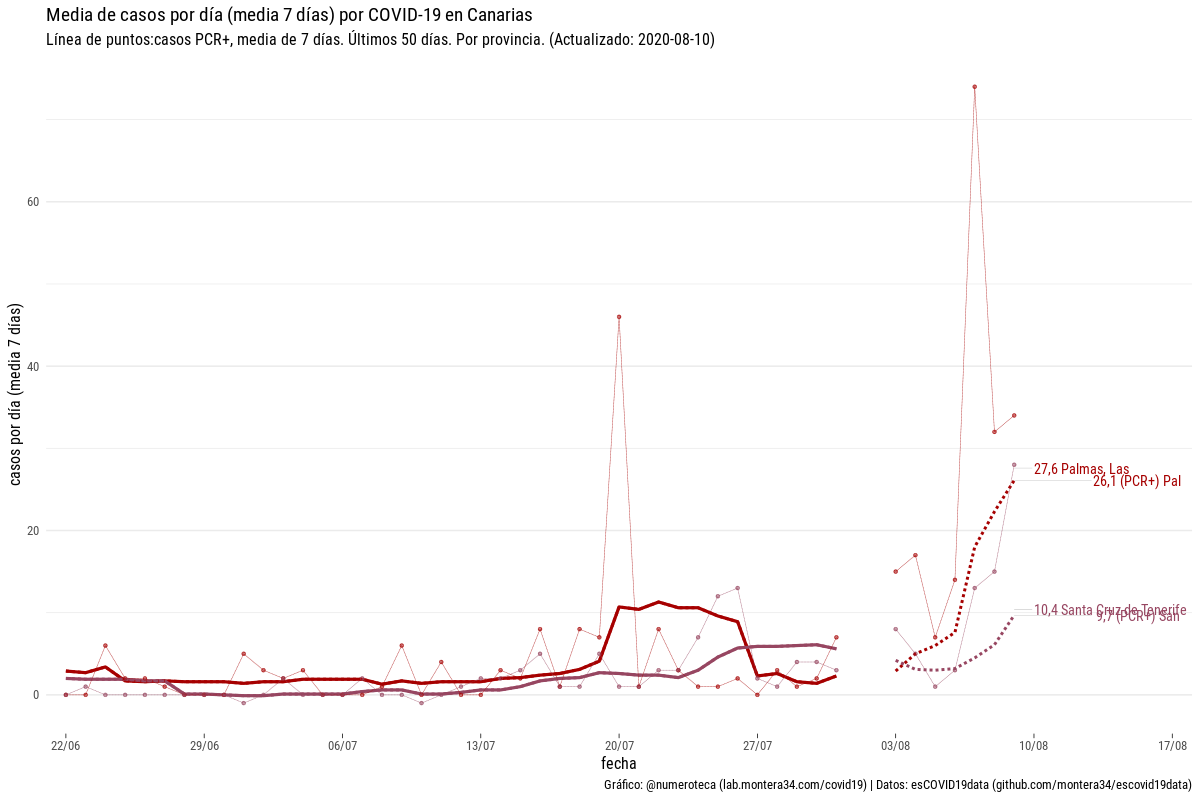 Media de casos por día (media 7 días) por COVID-19 en Canarias
Línea de puntos:casos PCR+, media de 7 días. Últimos 50 días. Por provincia. (Actualizado: 2020-08-10)
casos por día (media 7 días)
60
40
20
0
27,6 Palmas, Las
26,1 (PCR+) Pal
10,4 Santa Cruz de Tenerife
9,7 (PCR+) San
22/06
29/06
06/07
13/07
20/07
27/07
03/08
10/08
17/08
fecha
Gráfico: @numeroteca (lab.montera34.com/covid19) | Datos: esCOVID19data (github.com/montera34/escovid19data)